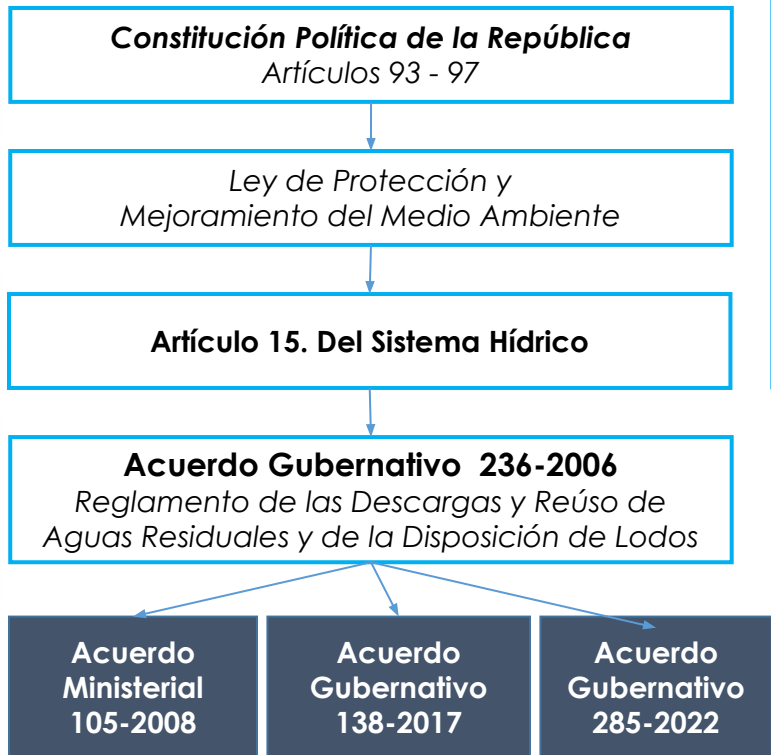 Constitución Política de la República
Artículos 93 - 97
Ley de Protección y
Mejoramiento del Medio Ambiente
Artículo 15. Del Sistema Hídrico
Acuerdo Gubernativo 236-2006
Reglamento de las Descargas y Reúso de
Aguas Residuales y de la Disposición de Lodos
Acuerdo
Ministerial
105-2008
Acuerdo
Gubernativo
138-2017
Acuerdo
Gubernativo
285-2022